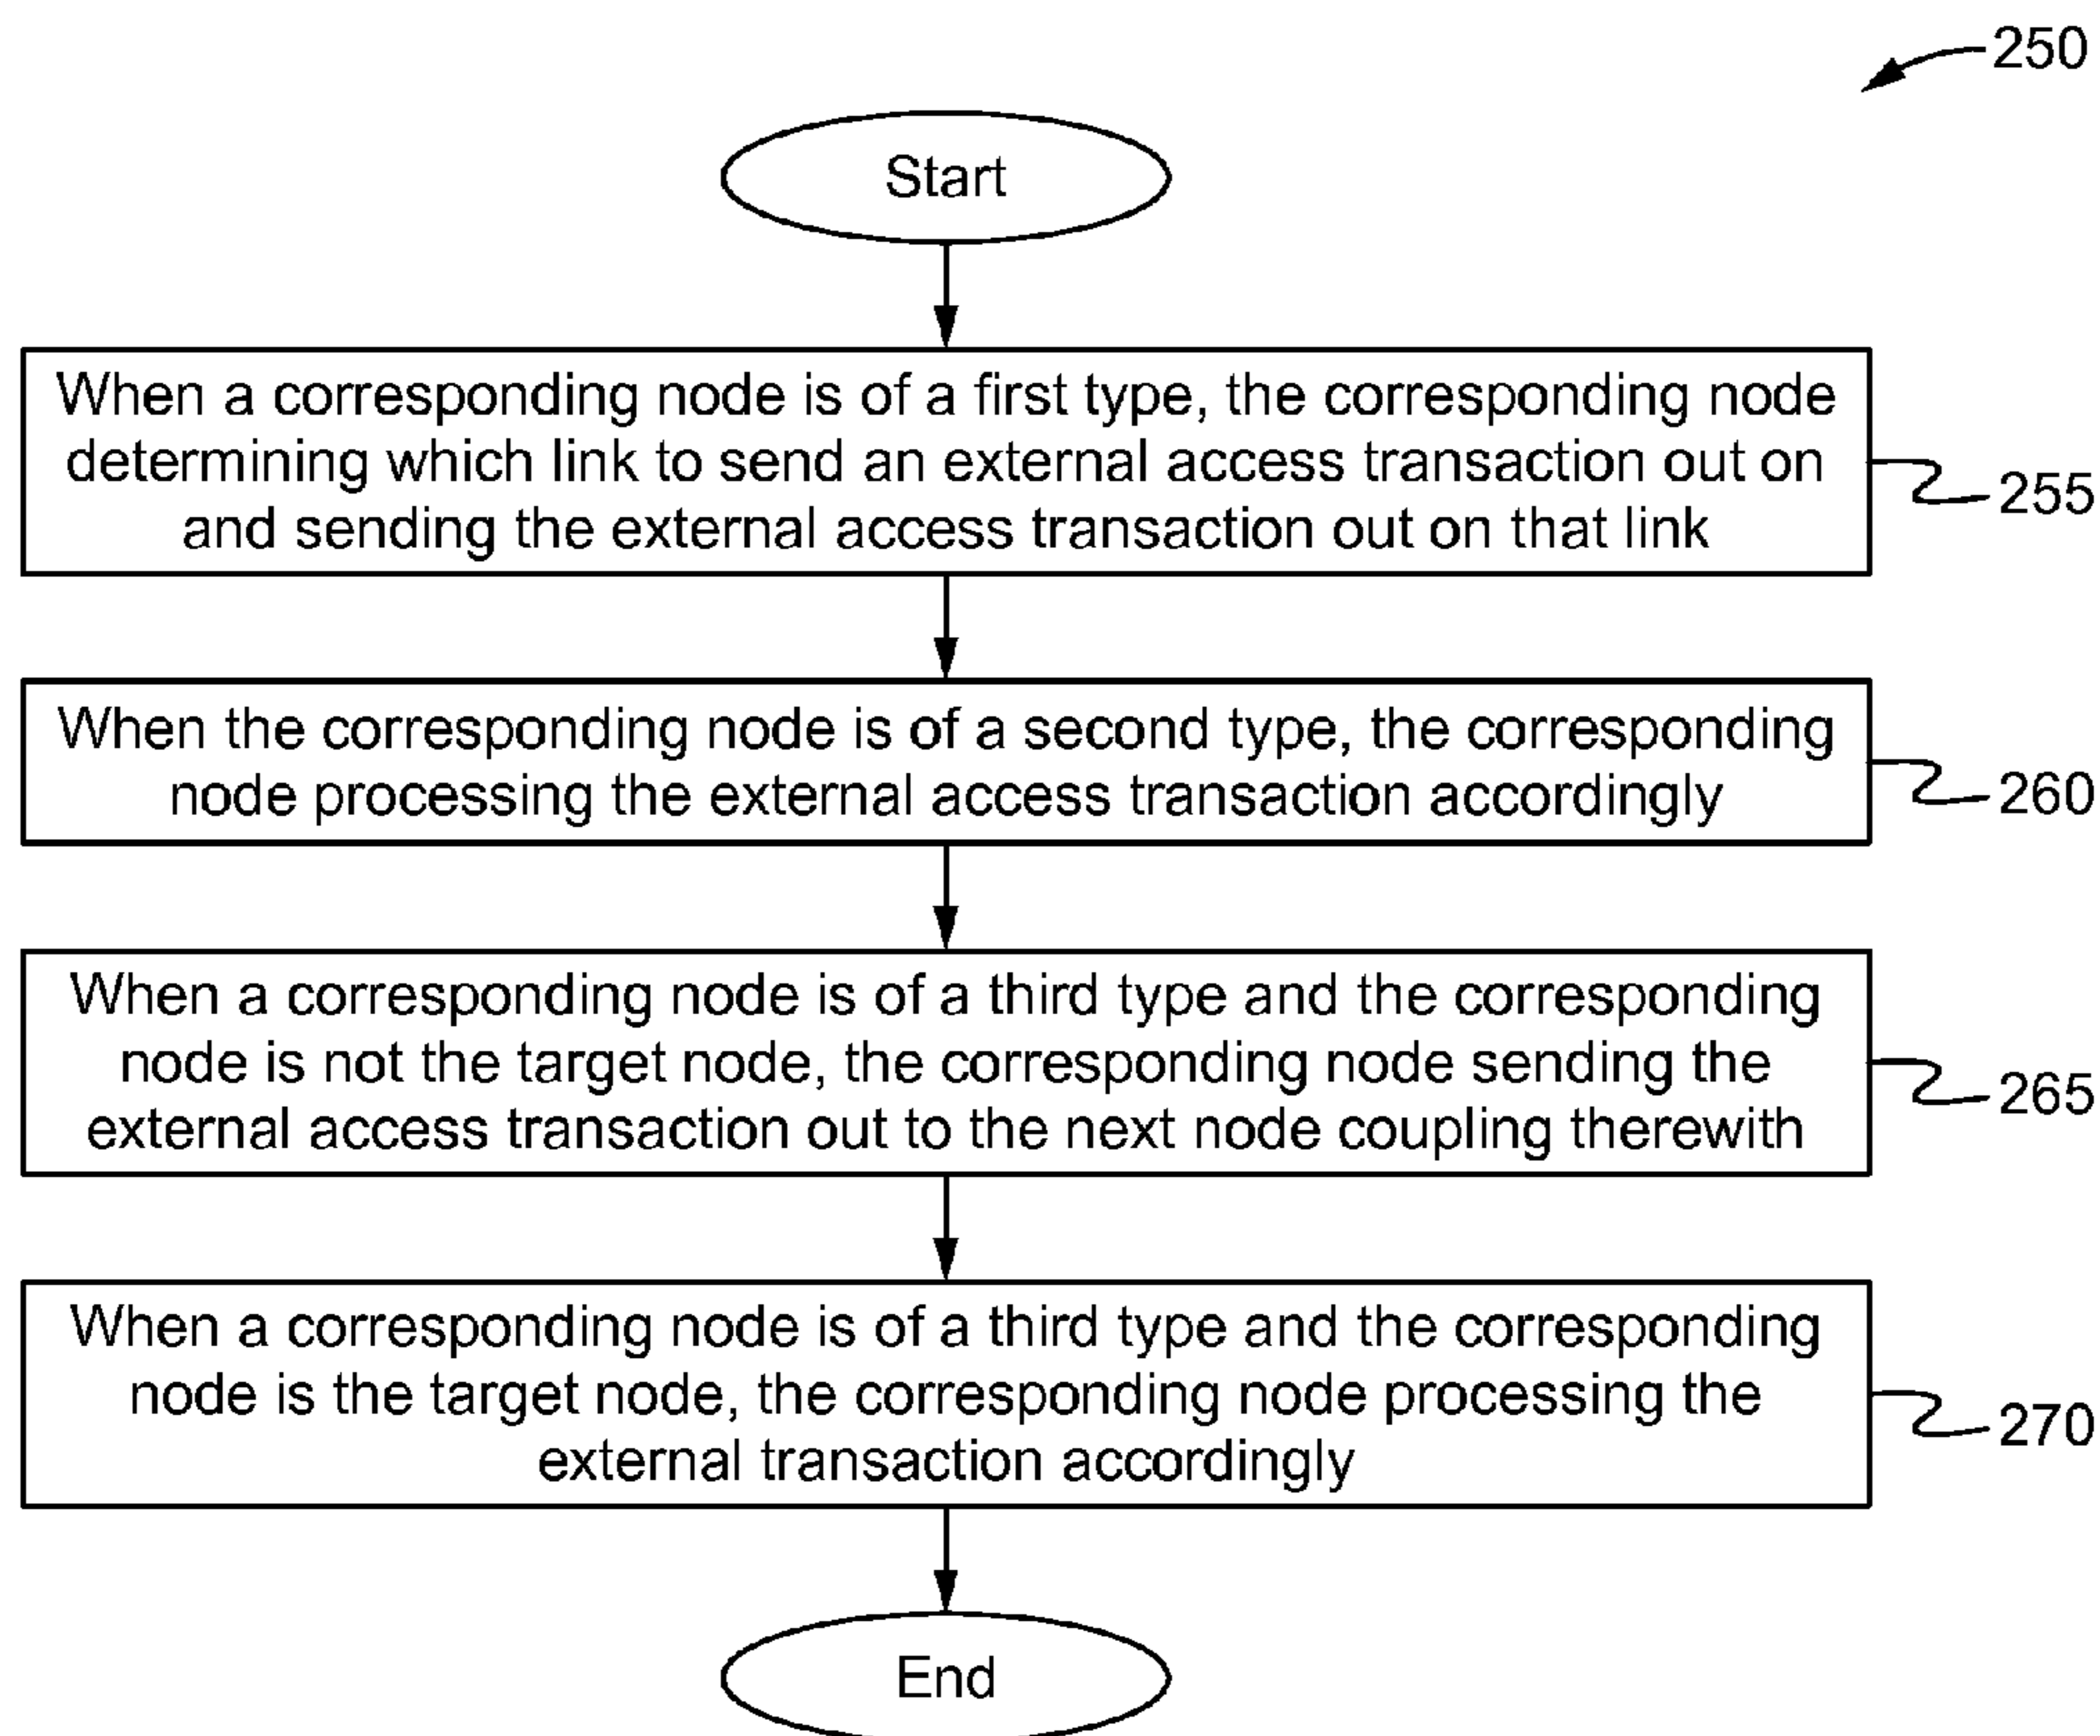 250
Start
When a corresponding node is of a first type, the corresponding node
determining which link to send an external access transaction out on
and sending the external access transaction out on that link
255
When the corresponding node is of a second type, the corresponding
node processing the external access transaction accordingly
260
When a corresponding node is of a third type and the corresponding
node is not the target node, the corresponding node sending the
external access transaction out to the next node coupling therewith
265
When a corresponding node is of a third type and the corresponding
node is the target node, the corresponding node processing the
external transaction accordingly
270
End